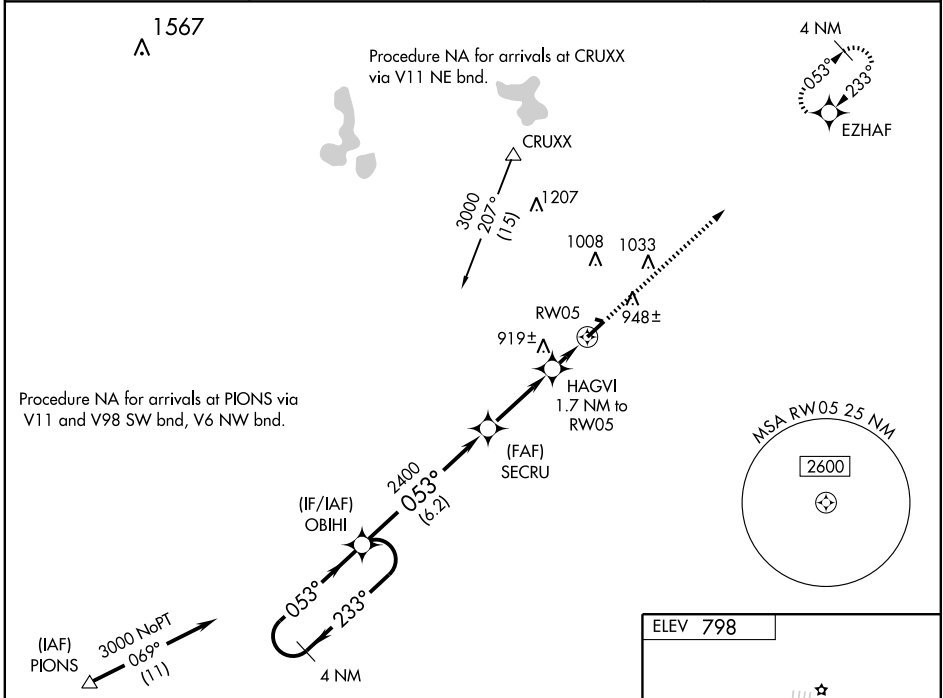 1567
Procedure NA for arrivals at CRUXX
via V11 NE bnd.
4 NM
053°
233°
EZHAF
CRUXX
3000
207°
(15)
1207
1008
1033
RW05
948±
919±
HAGVI
1.7 NM to
RW05
Procedure NA for arrivals at PIONS via
V11 and V98 SW bnd, V6 NW bnd.
(FAF)
SECRU
MSA RW05 25 NM
2600
2400
053°
(6.2)
(IF/IAF)
OBIHI
053°
233°
4 NM
(IAF)
PIONS
3000 NoPT
069°
(11)
ELEV 798